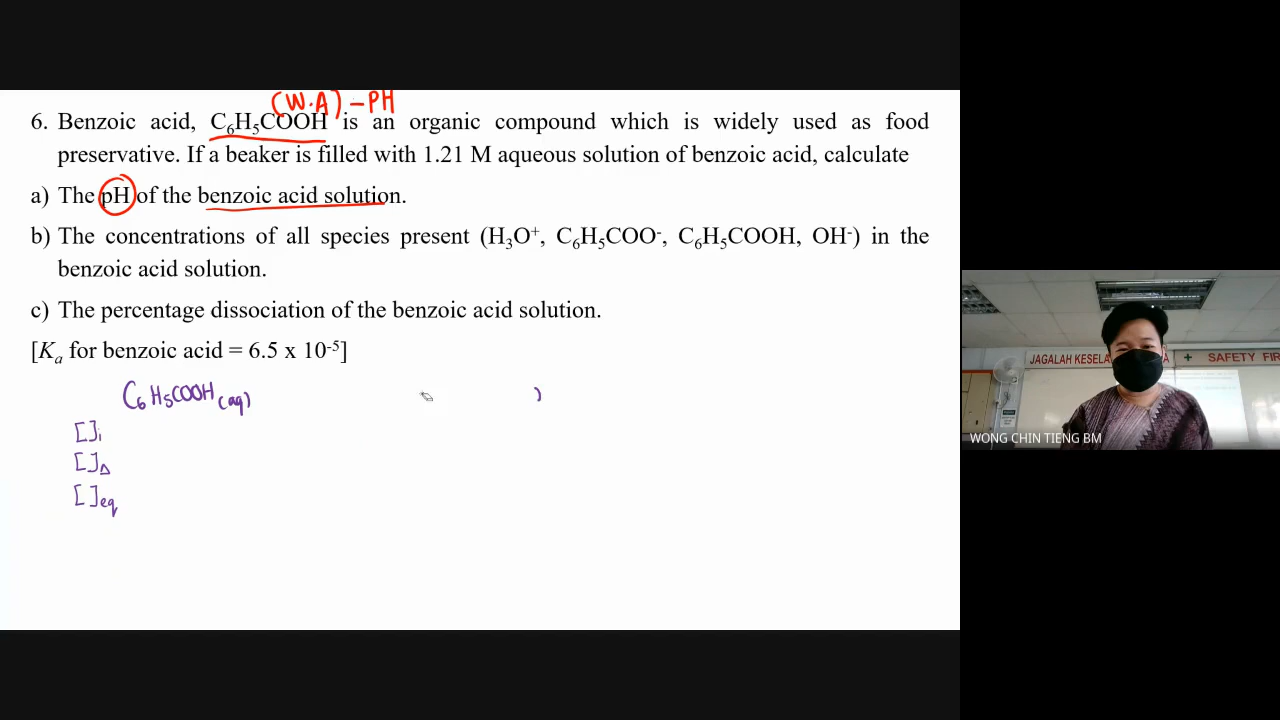 (W.A) - PH
6. Benzoic acid, C₆H₅COOH is an organic compound which is widely used as food
preservative. If a beaker is filled with 1.21 M aqueous solution of benzoic acid, calculate
a) The pH of the benzoic acid solution.
b) The concentrations of all species present (H₃O⁺, C₆H₅COO⁻, C₆H₅COOH, OH⁻) in the
benzoic acid solution.
c) The percentage dissociation of the benzoic acid solution.
[Kₐ for benzoic acid = 6.5 x 10⁻⁵]
C₆H₅COOH (aq) )
[ ]i
[ ]Δ
[ ]eq
JAGALAH KESELA
+ SAFETY FIR
WONG CHIN TIENG BM